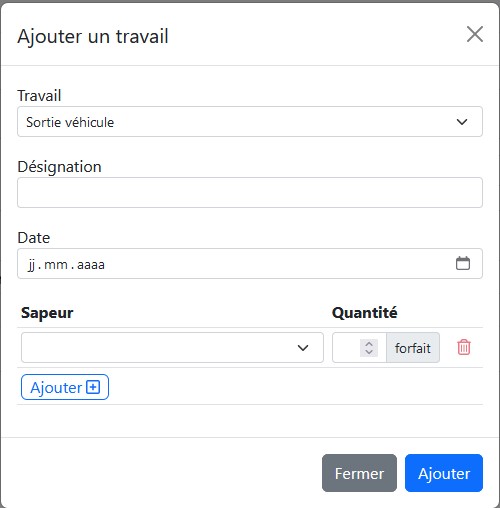 Ajouter un travail
Travail
Sortie véhicule
Désignation
Date
jj . mm . aaaa
Sapeur Quantité
forfait
Ajouter
Fermer Ajouter